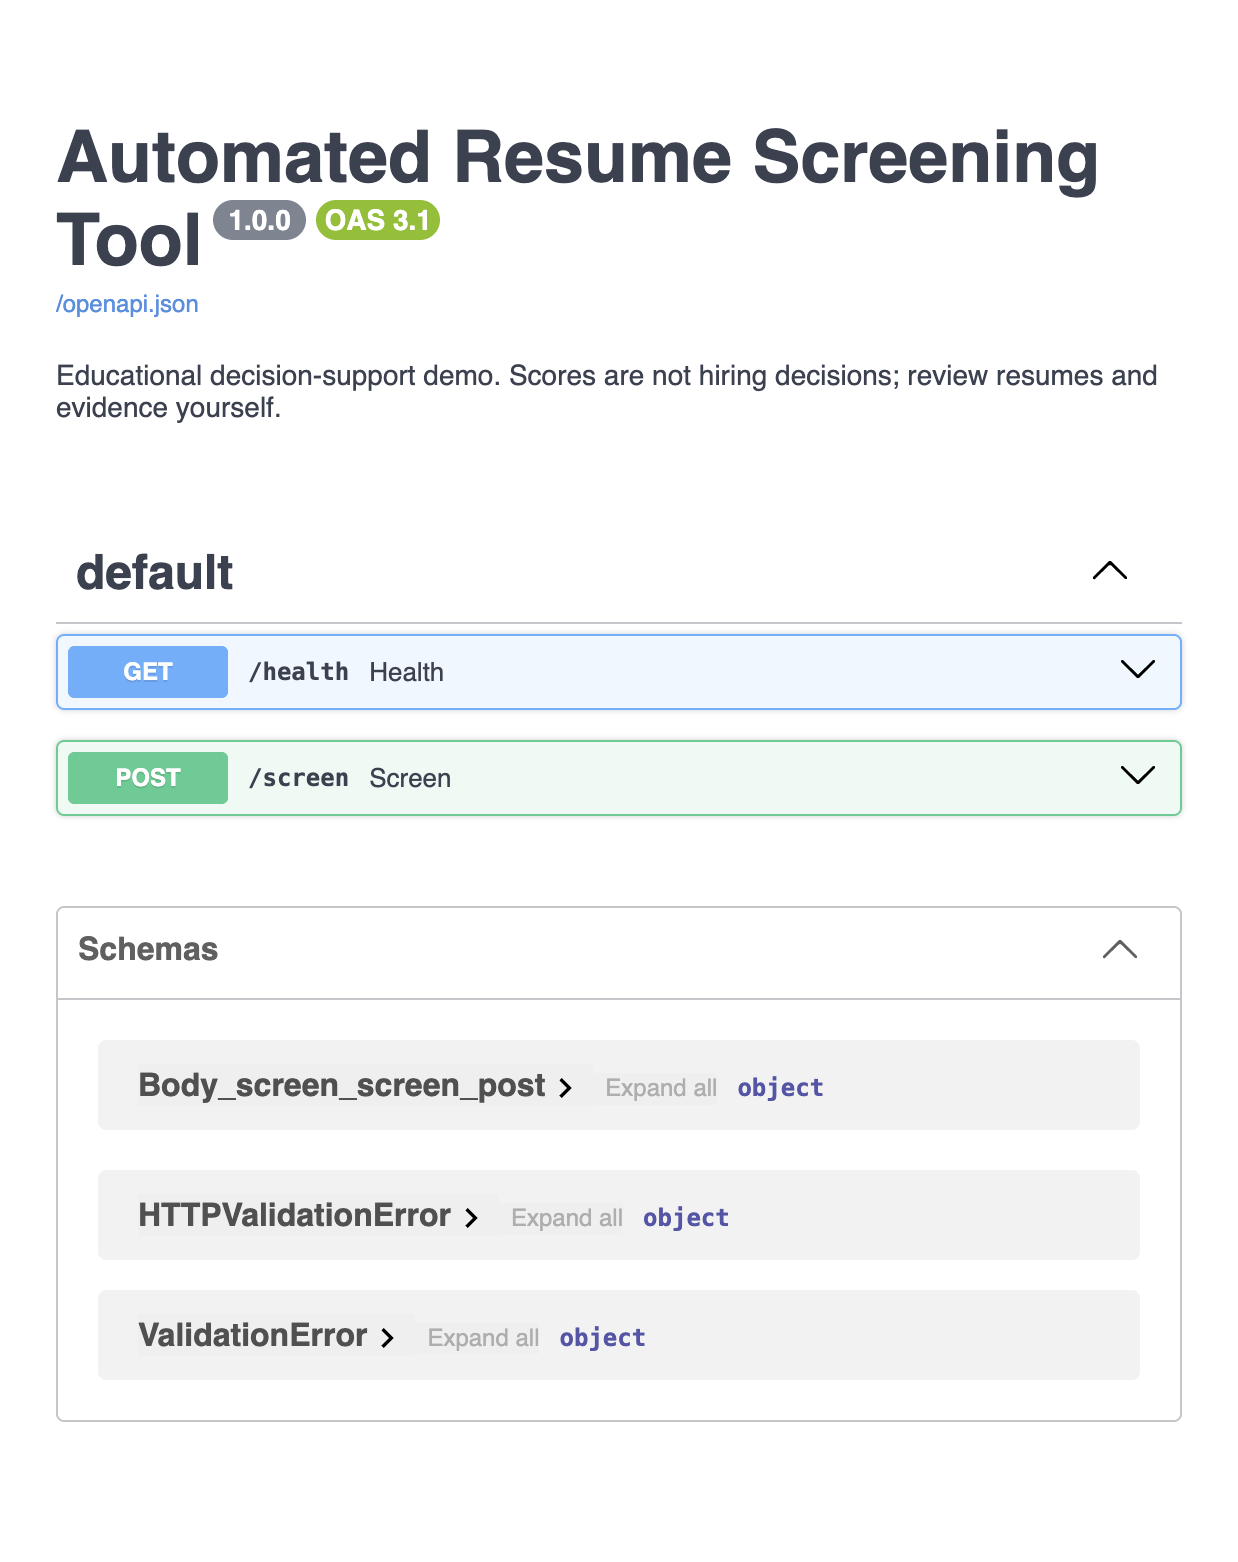 Automated Resume Screening
Tool 1.0.0 OAS 3.1
/openapi.json
Educational decision-support demo. Scores are not hiring decisions; review resumes and
evidence yourself.
default
GET /health Health
POST /screen Screen
Schemas
Body_screen_screen_post Expand all object
HTTPValidationError Expand all object
ValidationError Expand all object